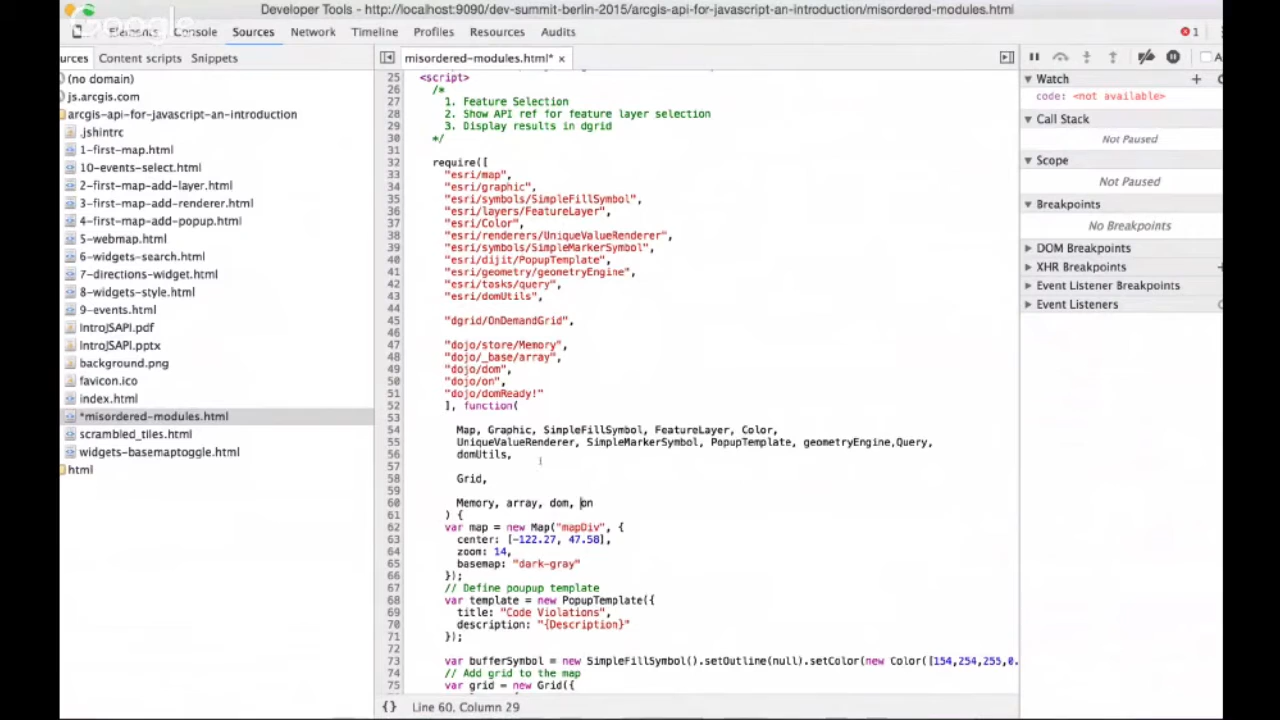 Developer Tools - http://localhost:9090/dev-summit-berlin-2015/arcgis-api-for-javascript-an-introduction/misordered-modules.html
Google
Elements Console Sources Network Timeline Profiles Resources Audits
1
urces Content scripts Snippets
misordered-modules.html* ×
(no domain)
js.arcgis.com
arcgis-api-for-javascript-an-introduction
.jshintrc
1-first-map.html
10-events-select.html
2-first-map-add-layer.html
3-first-map-add-renderer.html
4-first-map-add-popup.html
5-webmap.html
6-widgets-search.html
7-directions-widget.html
8-widgets-style.html
9-events.html
IntroJSAPI.pdf
IntroJSAPI.pptx
background.png
favicon.ico
index.html
*misordered-modules.html
scrambled_tiles.html
widgets-basemaptoggle.html
html
25 <script>
26 /*
27 1. Feature Selection
28 2. Show API ref for feature layer selection
29 3. Display results in dgrid
30 */
31
32 require([
33 "esri/map",
34 "esri/graphic",
35 "esri/symbols/SimpleFillSymbol",
36 "esri/layers/FeatureLayer",
37 "esri/Color",
38 "esri/renderers/UniqueValueRenderer",
39 "esri/symbols/SimpleMarkerSymbol",
40 "esri/dijit/PopupTemplate",
41 "esri/geometry/geometryEngine",
42 "esri/tasks/query",
43 "esri/domUtils",
44
45 "dgrid/OnDemandGrid",
46
47 "dojo/store/Memory",
48 "dojo/_base/array",
49 "dojo/dom",
50 "dojo/on",
51 "dojo/domReady!"
52 ], function(
53
54 Map, Graphic, SimpleFillSymbol, FeatureLayer, Color,
55 UniqueValueRenderer, SimpleMarkerSymbol, PopupTemplate, geometryEngine,Query,
56 domUtils,
57
58 Grid,
59
60 Memory, array, dom, on
61 ) {
62 var map = new Map("mapDiv", {
63 center: [-122.27, 47.58],
64 zoom: 14,
65 basemap: "dark-gray"
66 });
67 // Define poupup template
68 var template = new PopupTemplate({
69 title: "Code Violations",
70 description: "{Description}"
71 });
72
73 var bufferSymbol = new SimpleFillSymbol().setOutline(null).setColor(new Color([154,254,255,0.
74 // Add grid to the map
75 var grid = new Grid({
{} Line 60, Column 29
A
Watch +
code: <not available>
Call Stack
Not Paused
Scope
Not Paused
Breakpoints
No Breakpoints
DOM Breakpoints
XHR Breakpoints +
Event Listener Breakpoints
Event Listeners